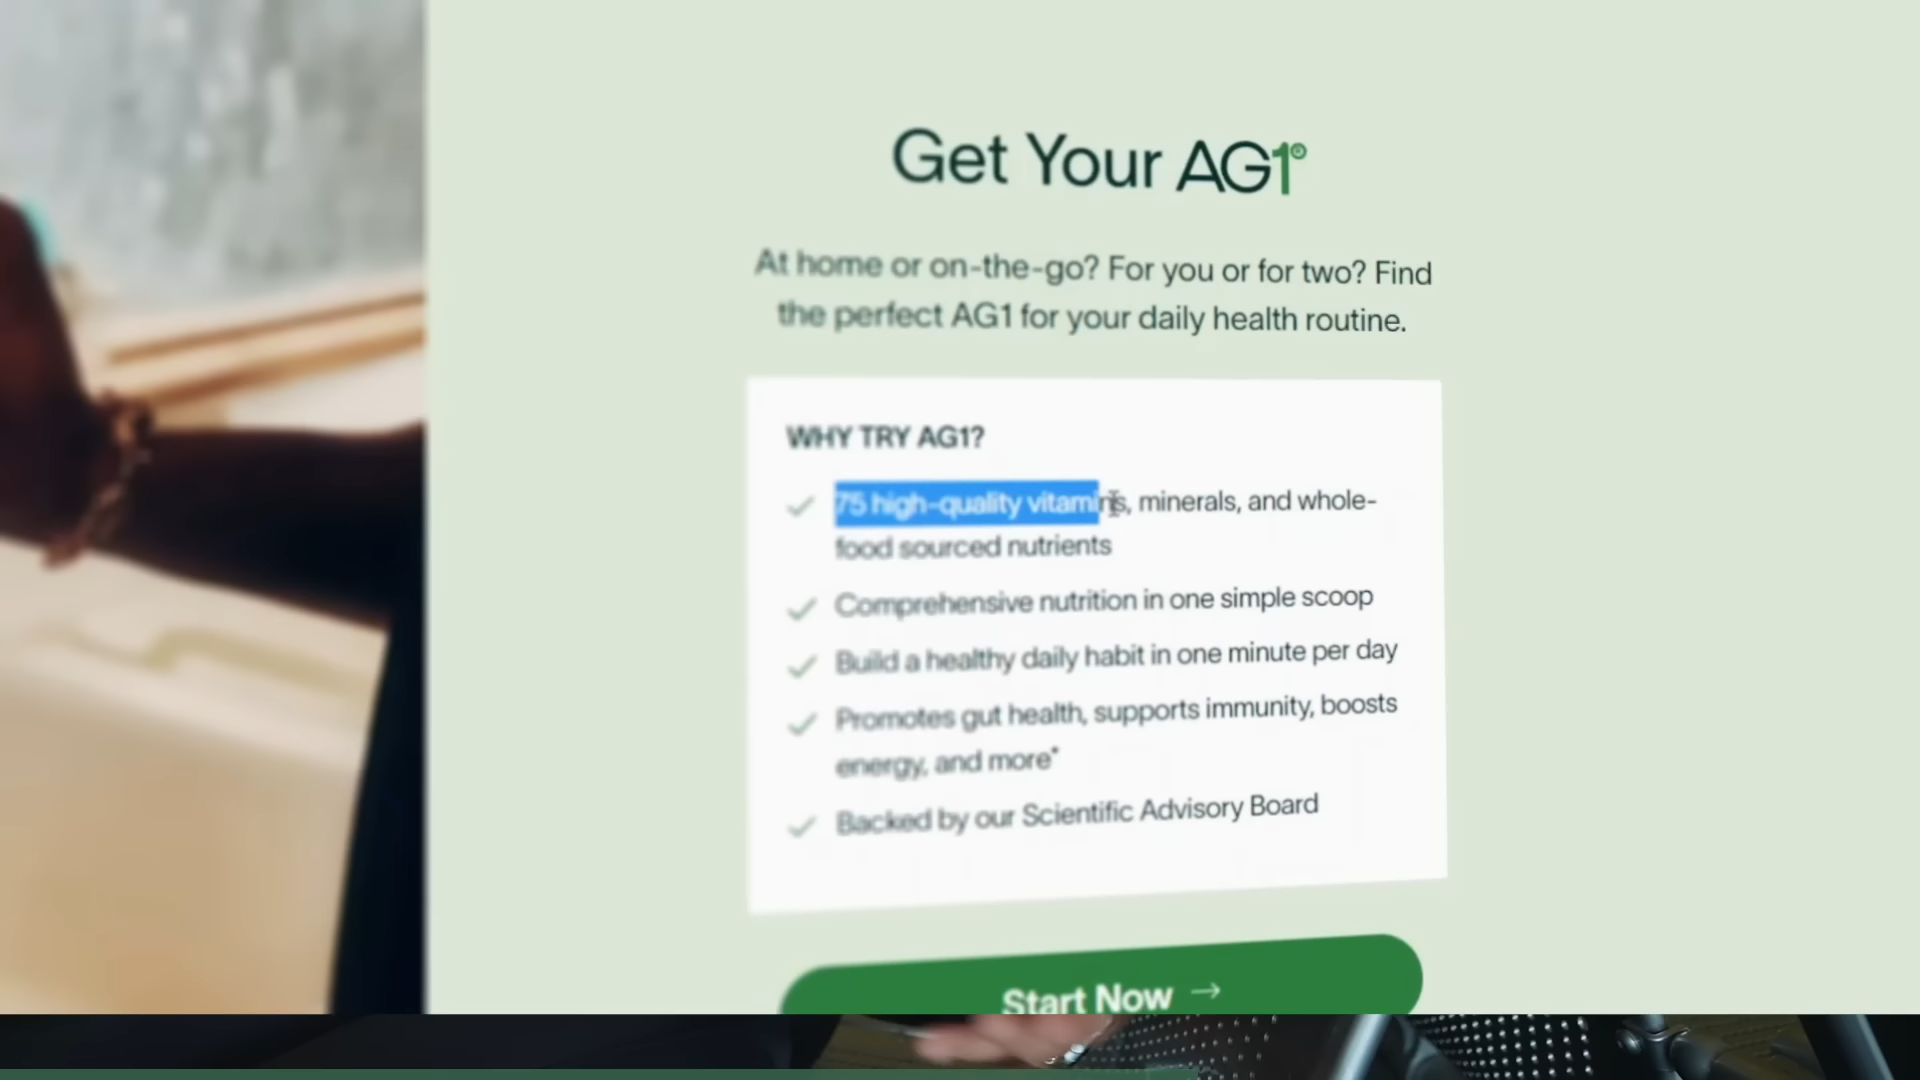 Get Your AG1®
At home or on-the-go? For you or for two? Find
the perfect AG1 for your daily health routine.
WHY TRY AG1?
75 high-quality vitamins, minerals, and whole-
food sourced nutrients
Comprehensive nutrition in one simple scoop
Build a healthy daily habit in one minute per day
Promotes gut health, supports immunity, boosts
energy, and more*
Backed by our Scientific Advisory Board
Start Now →